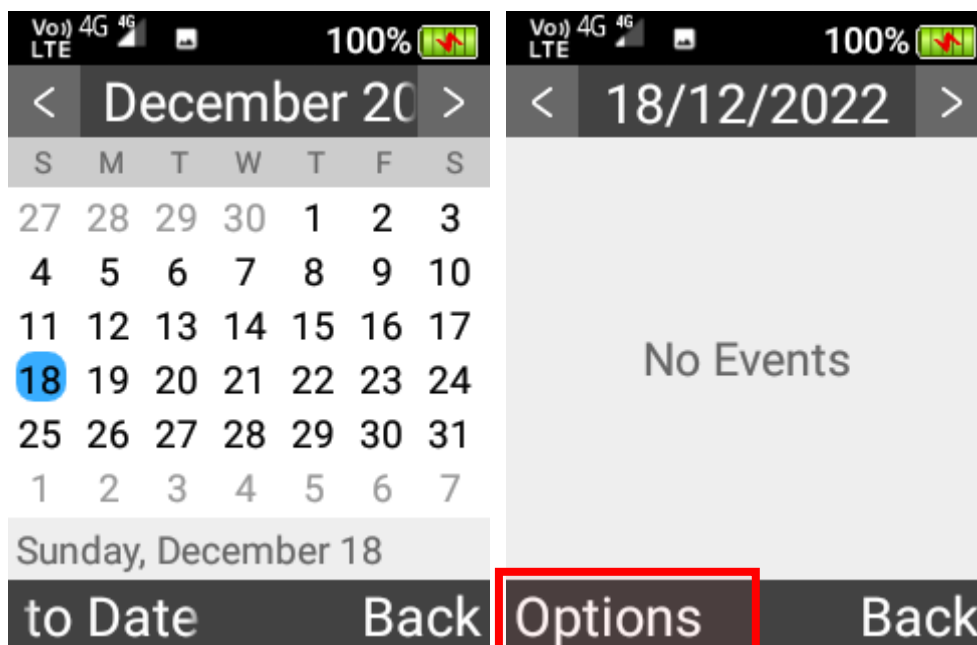 Vo)) LTE 4G 4G 100%
< December 20 >
S M T W T F S
27 28 29 30 1 2 3
4 5 6 7 8 9 10
11 12 13 14 15 16 17
18 19 20 21 22 23 24
25 26 27 28 29 30 31
1 2 3 4 5 6 7
Sunday, December 18
to Date Back
Vo)) LTE 4G 4G 100%
< 18/12/2022 >
No Events
Options Back